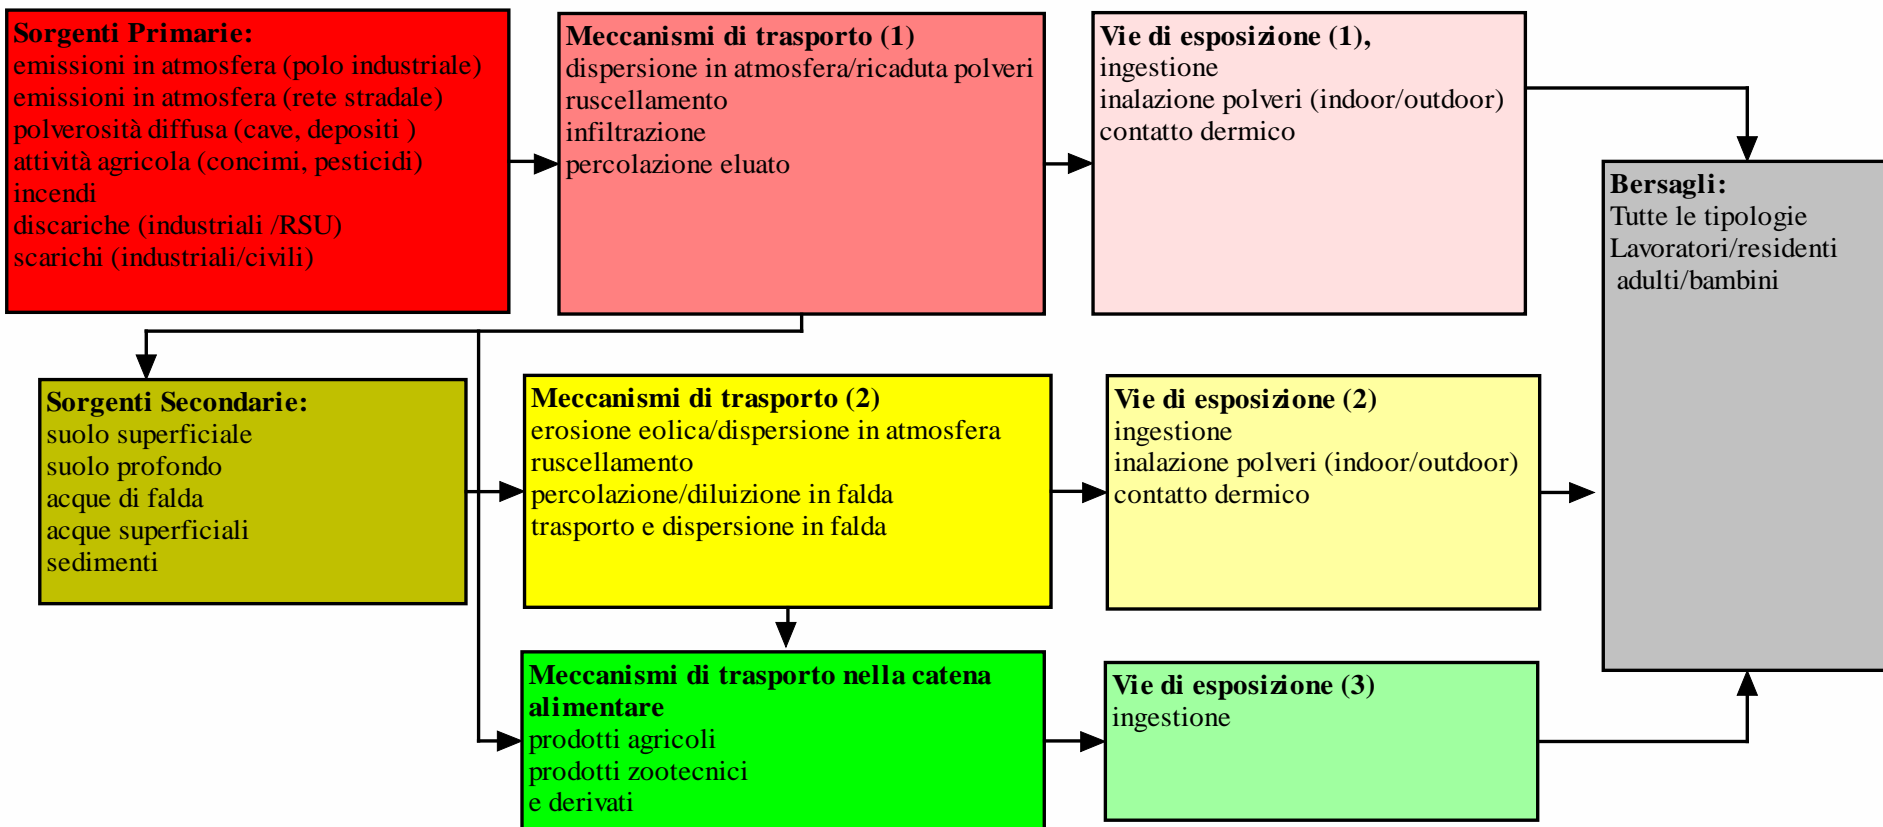 Sorgenti Primarie:
emissioni in atmosfera (polo industriale)
emissioni in atmosfera (rete stradale)
polverosità diffusa (cave, depositi )
attività agricola (concimi, pesticidi)
incendi
discariche (industriali /RSU)
scarichi (industriali/civili)
Meccanismi di trasporto (1)
dispersione in atmosfera/ricaduta polveri
ruscellamento
infiltrazione
percolazione eluato
Vie di esposizione (1),
ingestione
inalazione polveri (indoor/outdoor)
contatto dermico
Bersagli:
Tutte le tipologie
Lavoratori/residenti
adulti/bambini
Sorgenti Secondarie:
suolo superficiale
suolo profondo
acque di falda
acque superficiali
sedimenti
Meccanismi di trasporto (2)
erosione eolica/dispersione in atmosfera
ruscellamento
percolazione/diluizione in falda
trasporto e dispersione in falda
Vie di esposizione (2)
ingestione
inalazione polveri (indoor/outdoor)
contatto dermico
Meccanismi di trasporto nella catena
alimentare
prodotti agricoli
prodotti zootecnici
e derivati
Vie di esposizione (3)
ingestione